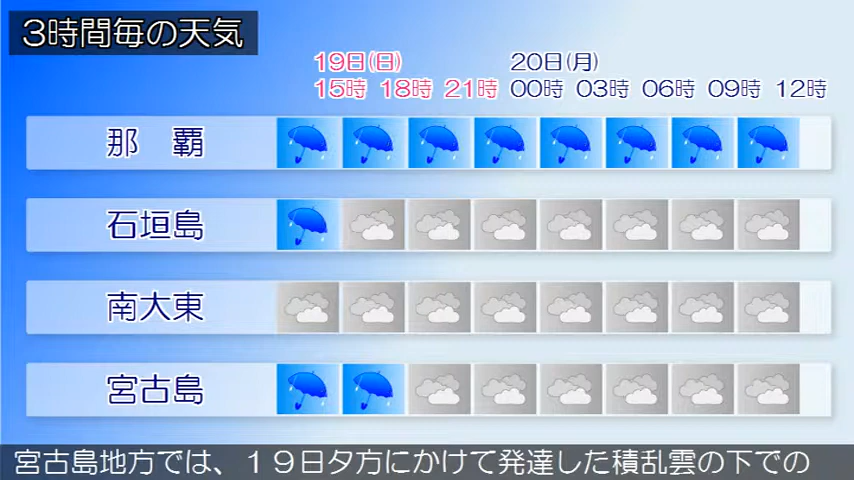 3時間毎の天気
19日(日) 20日(月)
15時 18時 21時 00時 03時 06時 09時 12時
那 覇
石垣島
南大東
宮古島
宮古島地方では、19日夕方にかけて発達した積乱雲の下での